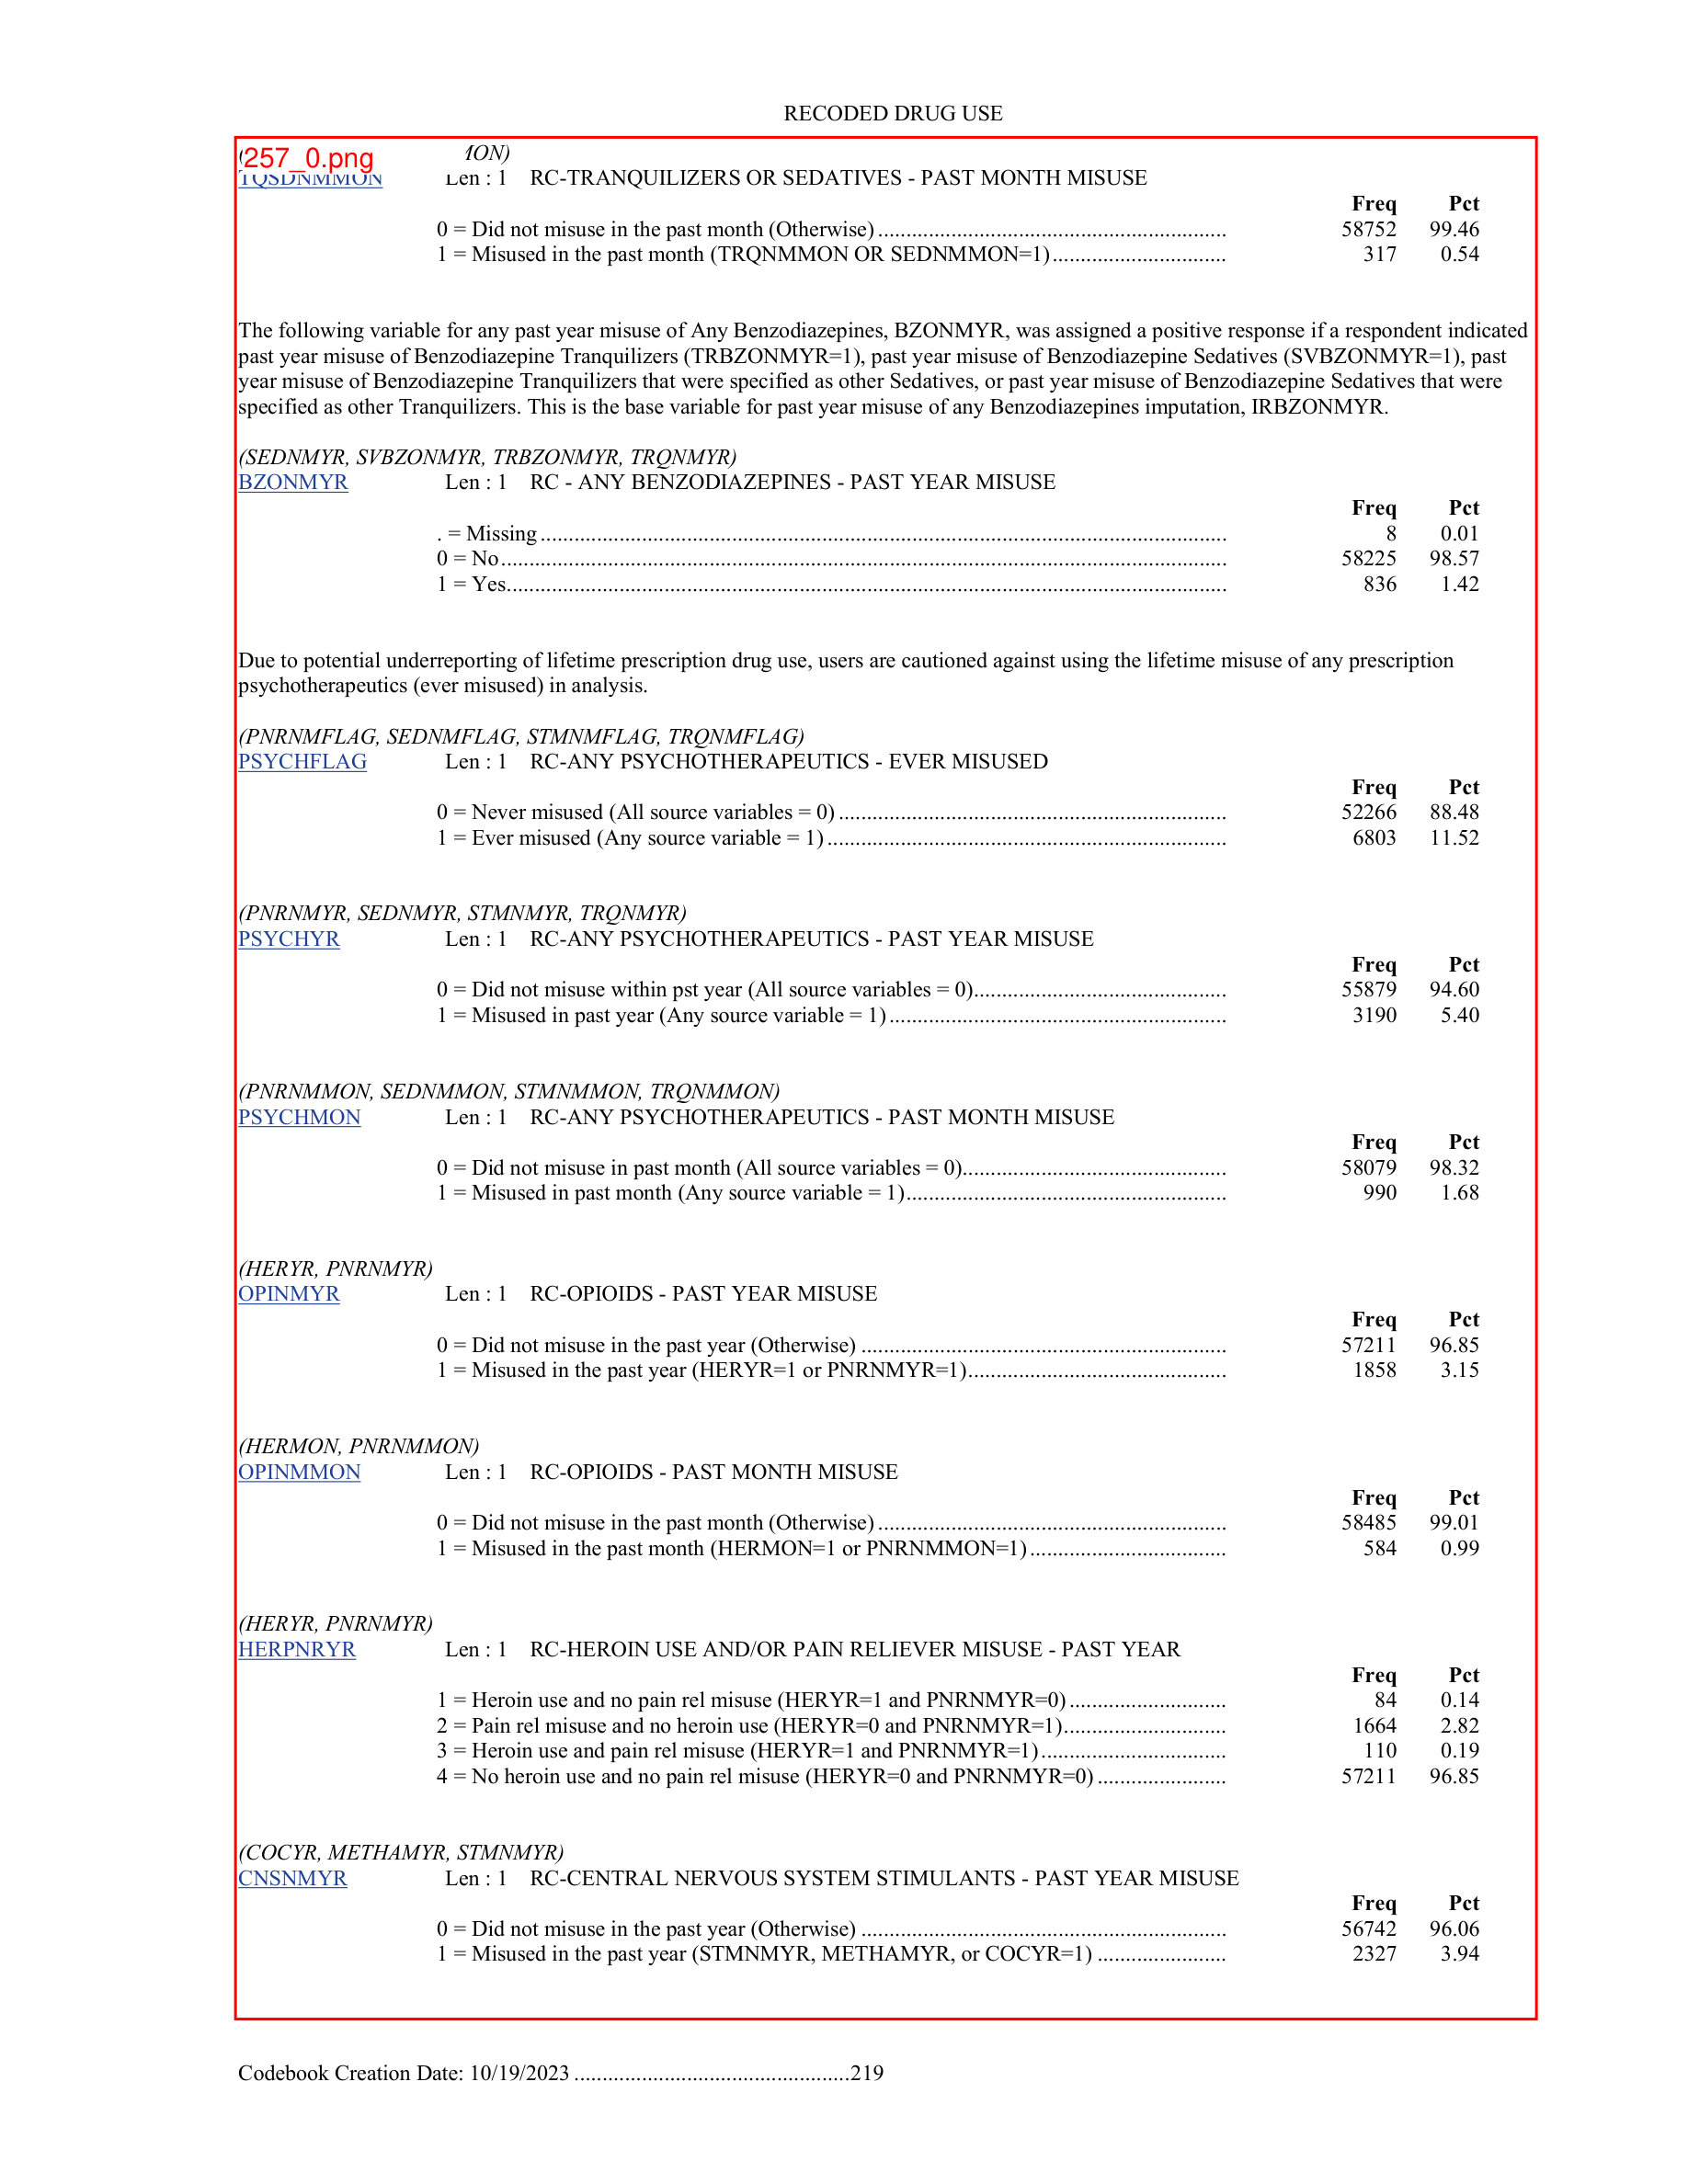 RECODED DRUG USE
257_0.png MON)
TQSDNMMON Len : 1 RC-TRANQUILIZERS OR SEDATIVES - PAST MONTH MISUSE
Freq Pct
0 = Did not misuse in the past month (Otherwise) .............................................................. 58752 99.46
1 = Misused in the past month (TRQNMMON OR SEDNMMON=1)............................... 317 0.54
The following variable for any past year misuse of Any Benzodiazepines, BZONMYR, was assigned a positive response if a respondent indicated
past year misuse of Benzodiazepine Tranquilizers (TRBZONMYR=1), past year misuse of Benzodiazepine Sedatives (SVBZONMYR=1), past
year misuse of Benzodiazepine Tranquilizers that were specified as other Sedatives, or past year misuse of Benzodiazepine Sedatives that were
specified as other Tranquilizers. This is the base variable for past year misuse of any Benzodiazepines imputation, IRBZONMYR.
(SEDNMYR, SVBZONMYR, TRBZONMYR, TRQNMYR)
BZONMYR Len : 1 RC - ANY BENZODIAZEPINES - PAST YEAR MISUSE
Freq Pct
. = Missing.......................................................................................................................... 8 0.01
0 = No................................................................................................................................. 58225 98.57
1 = Yes................................................................................................................................ 836 1.42
Due to potential underreporting of lifetime prescription drug use, users are cautioned against using the lifetime misuse of any prescription
psychotherapeutics (ever misused) in analysis.
(PNRNMFLAG, SEDNMFLAG, STMNMFLAG, TRQNMFLAG)
PSYCHFLAG Len : 1 RC-ANY PSYCHOTHERAPEUTICS - EVER MISUSED
Freq Pct
0 = Never misused (All source variables = 0) ..................................................................... 52266 88.48
1 = Ever misused (Any source variable = 1) ....................................................................... 6803 11.52
(PNRNMYR, SEDNMYR, STMNMYR, TRQNMYR)
PSYCHYR Len : 1 RC-ANY PSYCHOTHERAPEUTICS - PAST YEAR MISUSE
Freq Pct
0 = Did not misuse within pst year (All source variables = 0)............................................. 55879 94.60
1 = Misused in past year (Any source variable = 1) ............................................................ 3190 5.40
(PNRNMMON, SEDNMMON, STMNMMON, TRQNMMON)
PSYCHMON Len : 1 RC-ANY PSYCHOTHERAPEUTICS - PAST MONTH MISUSE
Freq Pct
0 = Did not misuse in past month (All source variables = 0)............................................... 58079 98.32
1 = Misused in past month (Any source variable = 1)......................................................... 990 1.68
(HERYR, PNRNMYR)
OPINMYR Len : 1 RC-OPIOIDS - PAST YEAR MISUSE
Freq Pct
0 = Did not misuse in the past year (Otherwise) ................................................................. 57211 96.85
1 = Misused in the past year (HERYR=1 or PNRNMYR=1).............................................. 1858 3.15
(HERMON, PNRNMMON)
OPINMMON Len : 1 RC-OPIOIDS - PAST MONTH MISUSE
Freq Pct
0 = Did not misuse in the past month (Otherwise) .............................................................. 58485 99.01
1 = Misused in the past month (HERMON=1 or PNRNMMON=1) ................................... 584 0.99
(HERYR, PNRNMYR)
HERPNRYR Len : 1 RC-HEROIN USE AND/OR PAIN RELIEVER MISUSE - PAST YEAR
Freq Pct
1 = Heroin use and no pain rel misuse (HERYR=1 and PNRNMYR=0) ............................ 84 0.14
2 = Pain rel misuse and no heroin use (HERYR=0 and PNRNMYR=1)............................. 1664 2.82
3 = Heroin use and pain rel misuse (HERYR=1 and PNRNMYR=1)................................. 110 0.19
4 = No heroin use and no pain rel misuse (HERYR=0 and PNRNMYR=0) ....................... 57211 96.85
(COCYR, METHAMYR, STMNMYR)
CNSNMYR Len : 1 RC-CENTRAL NERVOUS SYSTEM STIMULANTS - PAST YEAR MISUSE
Freq Pct
0 = Did not misuse in the past year (Otherwise) ................................................................. 56742 96.06
1 = Misused in the past year (STMNMYR, METHAMYR, or COCYR=1) ....................... 2327 3.94
Codebook Creation Date: 10/19/2023 .................................................219